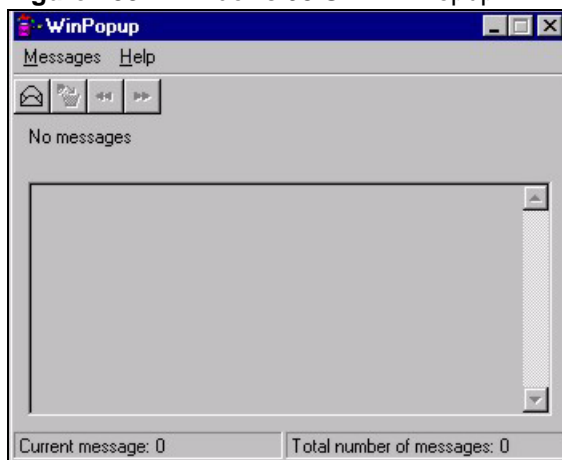 WinPopup
Messages Help
No messages
Current message: 0 Total number of messages: 0